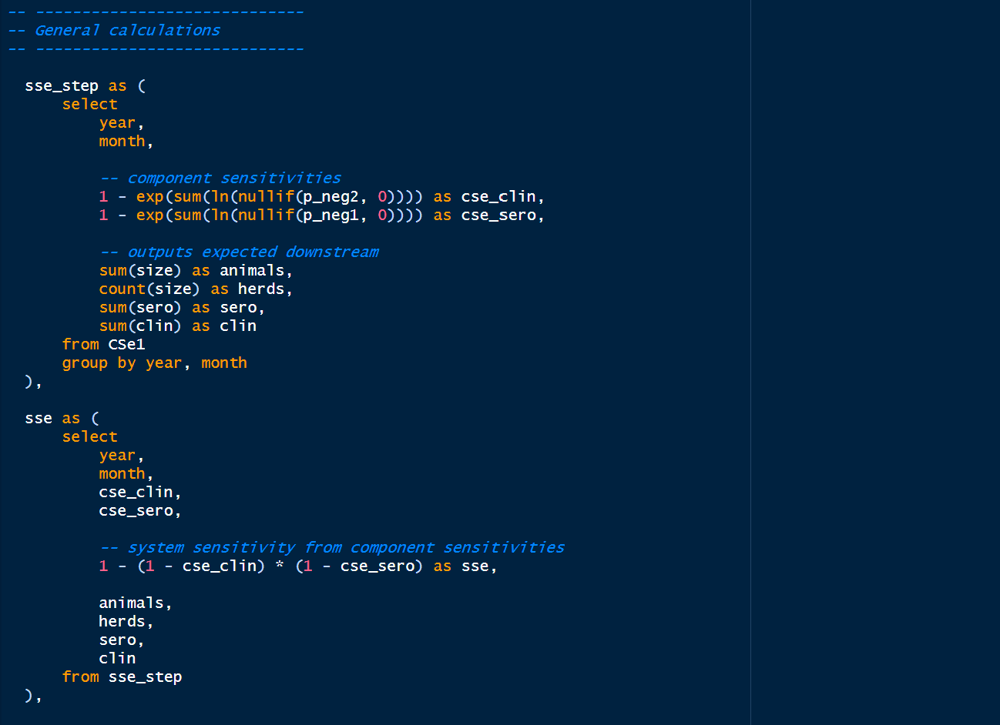 -- -----------------------------
-- General calculations
-- -----------------------------
sse_step as (
select
year,
month,
-- component sensitivities
1 - exp(sum(ln(nullif(p_neg2, 0)))) as cse_clin,
1 - exp(sum(ln(nullif(p_neg1, 0)))) as cse_sero,
-- outputs expected downstream
sum(size) as animals,
count(size) as herds,
sum(sero) as sero,
sum(clin) as clin
from CSe1
group by year, month
),
sse as (
select
year,
month,
cse_clin,
cse_sero,
-- system sensitivity from component sensitivities
1 - (1 - cse_clin) * (1 - cse_sero) as sse,
animals,
herds,
sero,
clin
from sse_step
),